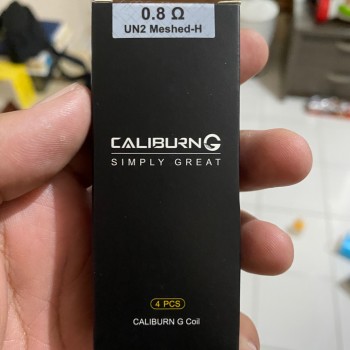 0.8 Ω
UN2 Meshed-H
CALIBURN G
SIMPLY GREAT
4 PCS
CALIBURN G Coil